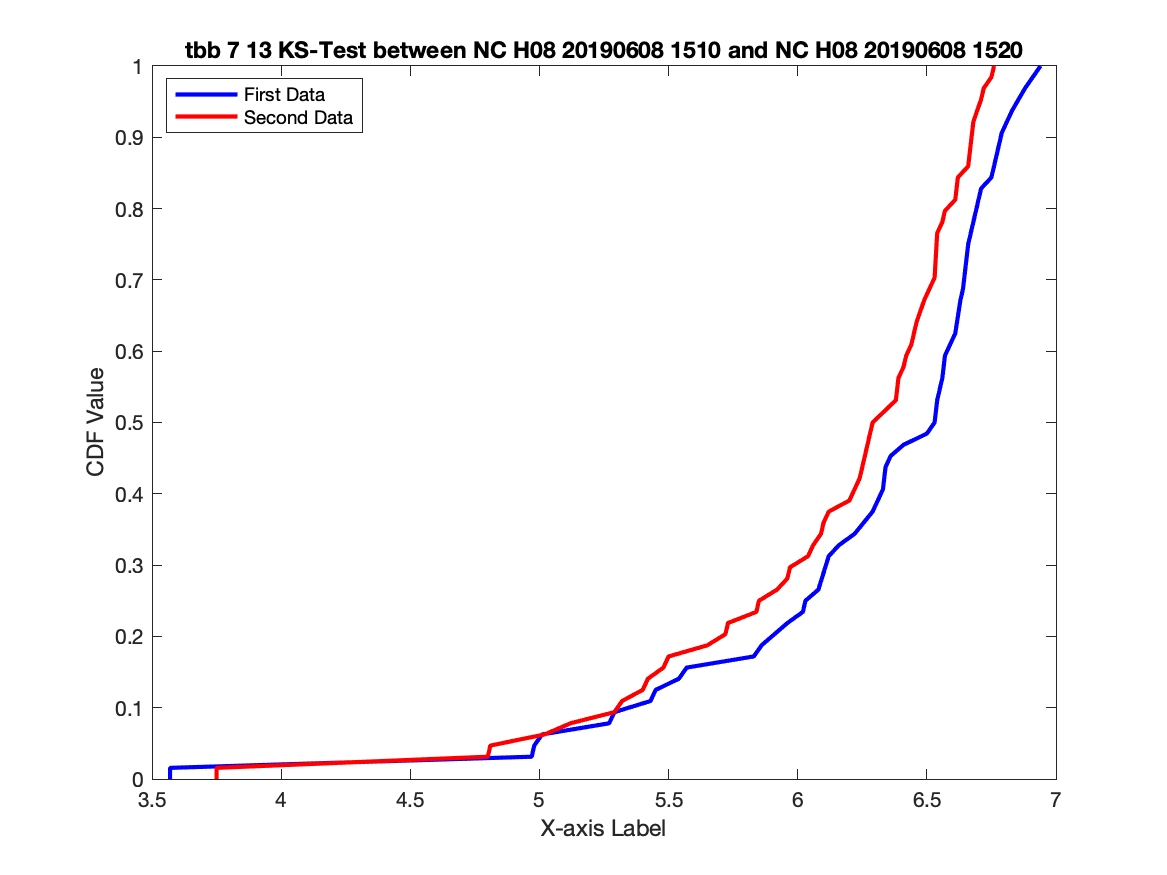 tbb 7 13 KS-Test between NC H08 20190608 1510 and NC H08 20190608 1520
First Data
Second Data
1
0.9
0.8
0.7
0.6
0.5
0.4
0.3
0.2
0.1
0
CDF Value
3.5 4 4.5 5 5.5 6 6.5 7
X-axis Label